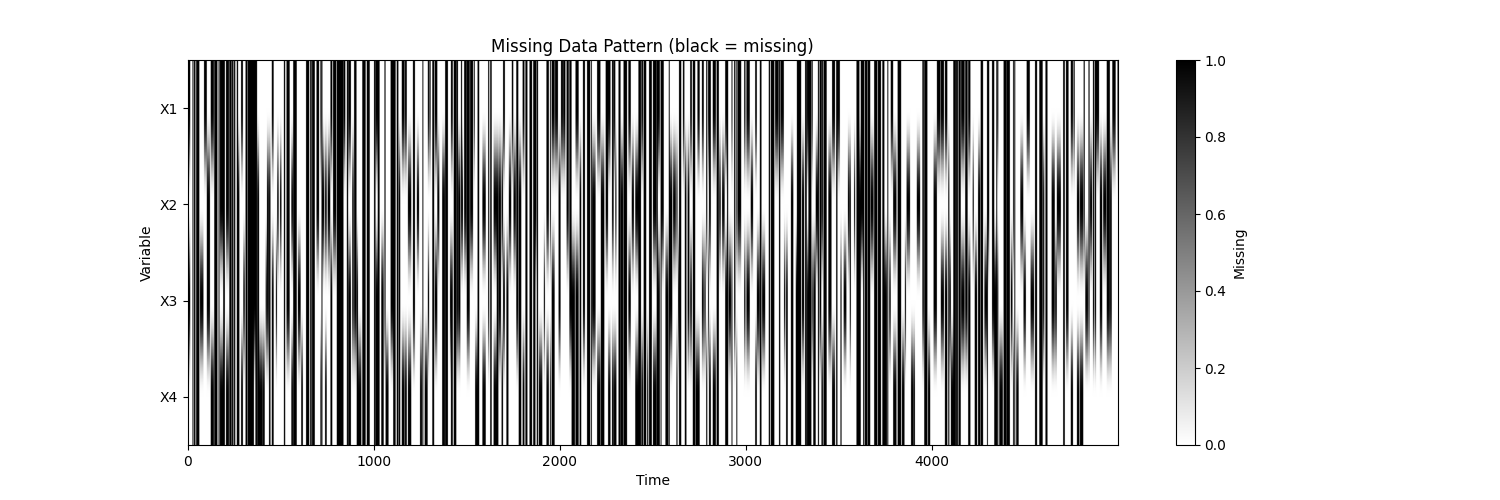 Missing Data Pattern (black = missing)
Variable
X1
X2
X3
X4
0
1000
2000
3000
4000
Time
1.0
0.8
0.6
0.4
0.2
0.0
Missing